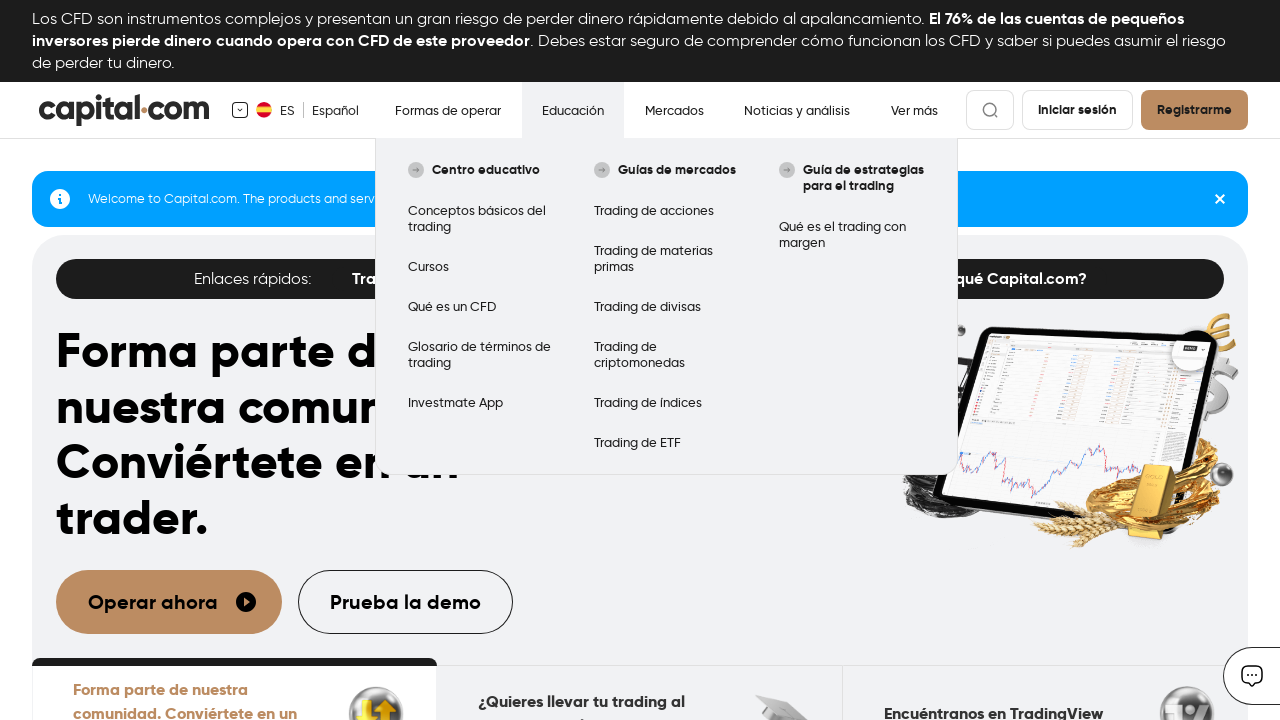 Los CFD son instrumentos complejos y presentan un gran riesgo de perder dinero rápidamente debido al apalancamiento. El 76% de las cuentas de pequeños
inversores pierde dinero cuando opera con CFD de este proveedor. Debes estar seguro de comprender cómo funcionan los CFD y saber si puedes asumir el riesgo
de perder tu dinero.
capital.com
ES
Español
Formas de operar
Educación
Mercados
Noticias y análisis
Ver más
Iniciar sesión
Registrarme
Centro educativo
Conceptos básicos del
trading
Cursos
Qué es un CFD
Glosario de términos de
trading
Investmate App
Guías de mercados
Trading de acciones
Trading de materias
primas
Trading de divisas
Trading de
criptomonedas
Trading de índices
Trading de ETF
Guía de estrategias
para el trading
Qué es el trading con
margen
Welcome to Capital.com. The products and serv
Enlaces rápidos:
qué Capital.com?
Forma parte d
nuestra comun
Conviértete en un
trader.
Operar ahora
Prueba la demo
Forma parte de nuestra
comunidad. Conviértete en un
¿Quieres llevar tu trading al
Encuéntranos en TradingView